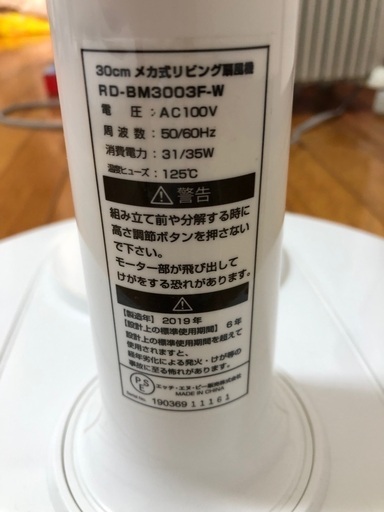 30cm メカ式リビング扇風機
RD-BM3003F-W
電 圧：AC100V
周 波 数：50/60Hz
消費電力：31/35W
温度ヒューズ：125℃
警告
組み立て前や分解する時に
高さ調節ボタンを押さない
で下さい。
モーター部が飛び出して
けがをする恐れがあります。
【製造年】2019年
【設計上の標準使用期間】6年
設計上の標準使用期間を超えて
使用されますと、
経年劣化による発火・けが等の
事故に至る恐れがあります。
PSE
MADE IN CHINA
190369 11161